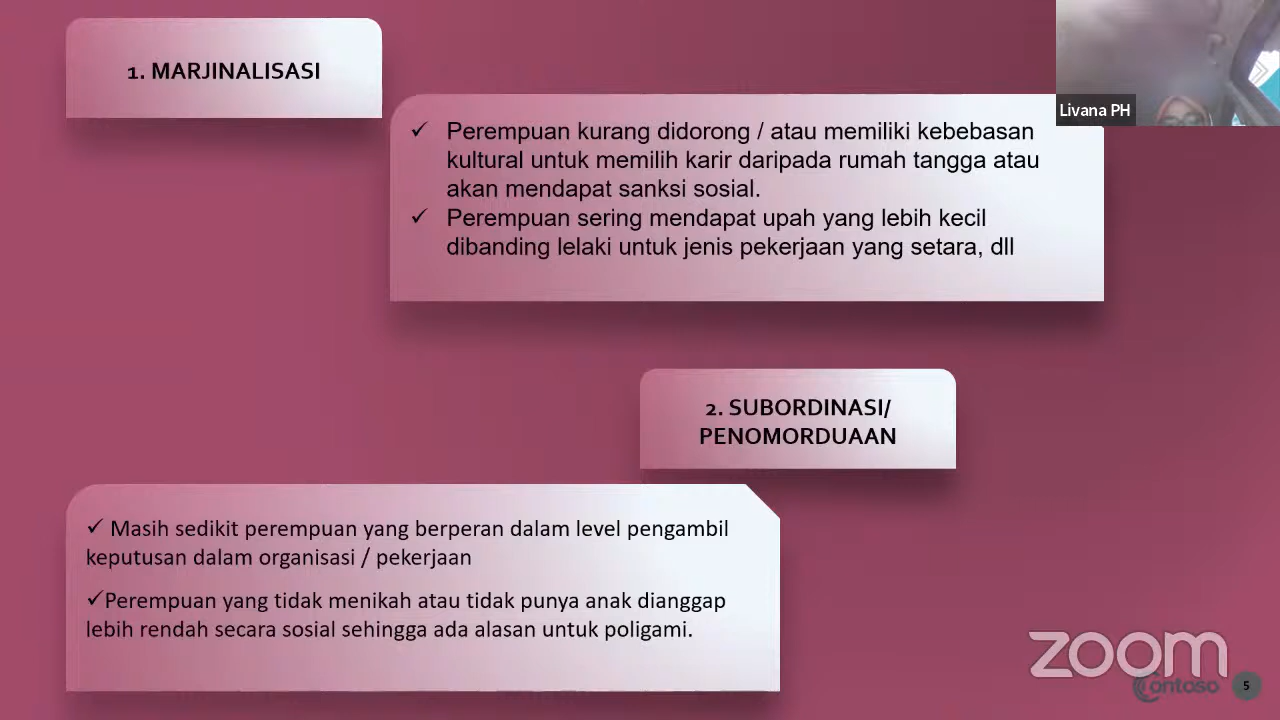 1. MARJINALISASI
Livana PH
✓ Perempuan kurang didorong / atau memiliki kebebasan
kultural untuk memilih karir daripada rumah tangga atau
akan mendapat sanksi sosial.
✓ Perempuan sering mendapat upah yang lebih kecil
dibanding lelaki untuk jenis pekerjaan yang setara, dll
2. SUBORDINASI/
PENOMORDUAAN
✓ Masih sedikit perempuan yang berperan dalam level pengambil
keputusan dalam organisasi / pekerjaan
✓Perempuan yang tidak menikah atau tidak punya anak dianggap
lebih rendah secara sosial sehingga ada alasan untuk poligami.
zoom
Contoso
5